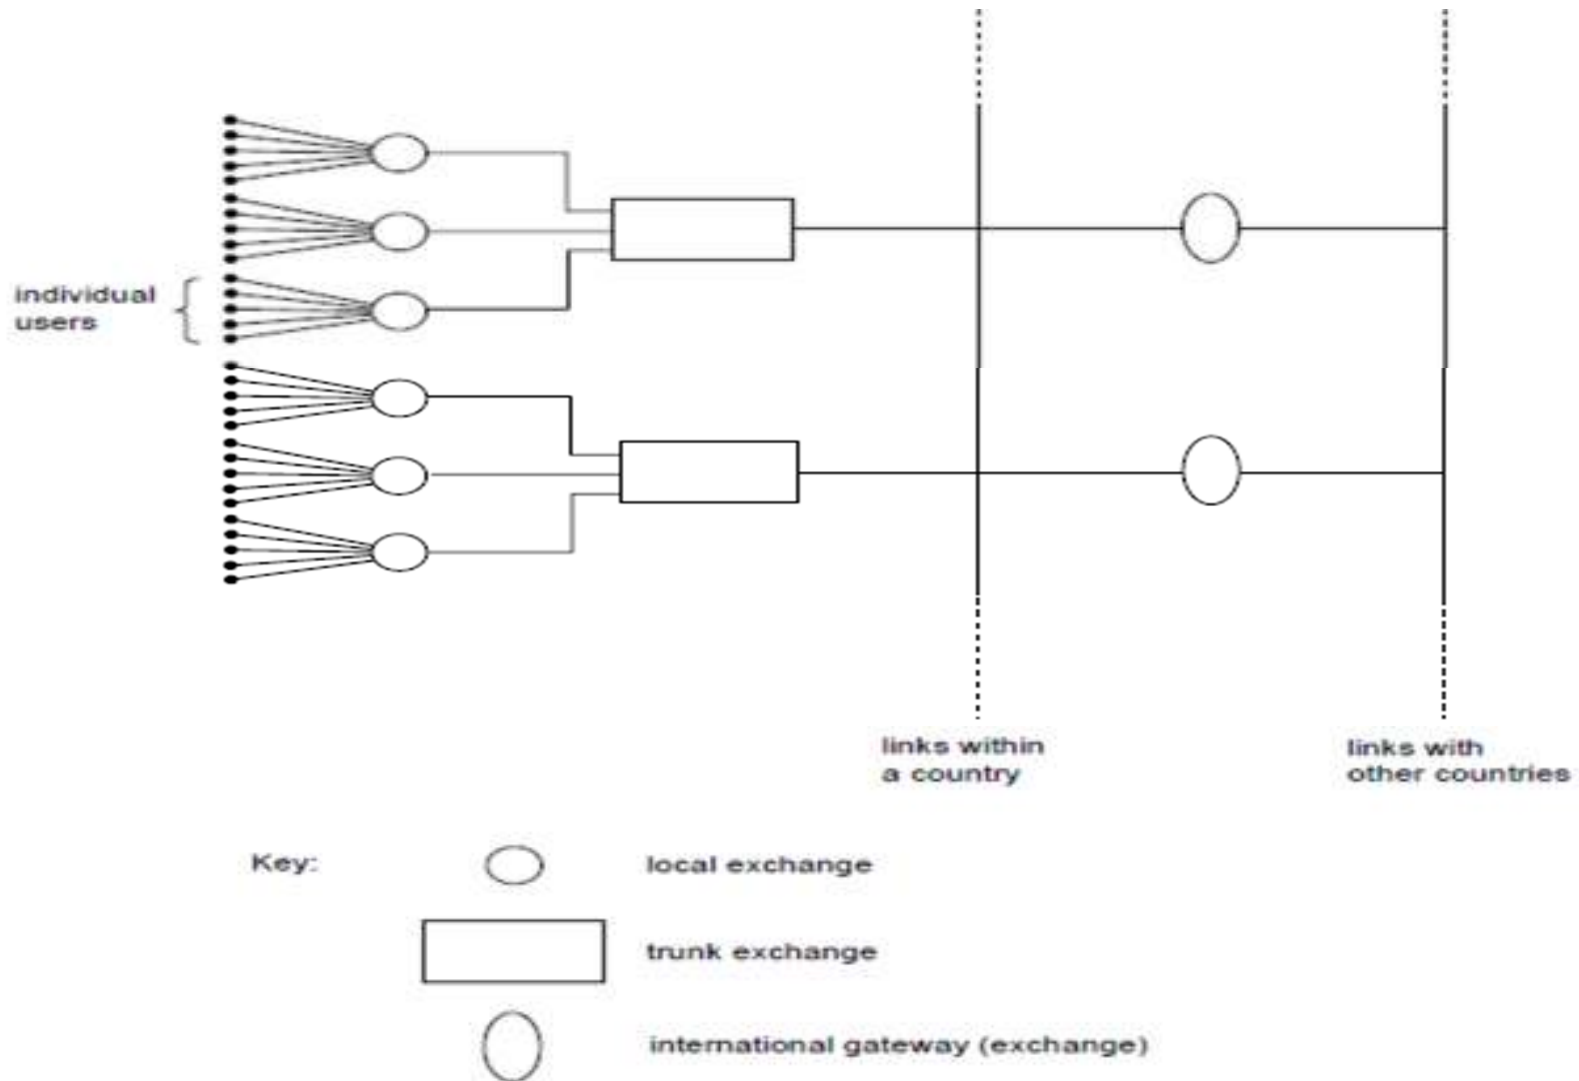 individual
users
links within
a country
links with
other countries
Key:
local exchange
trunk exchange
international gateway (exchange)